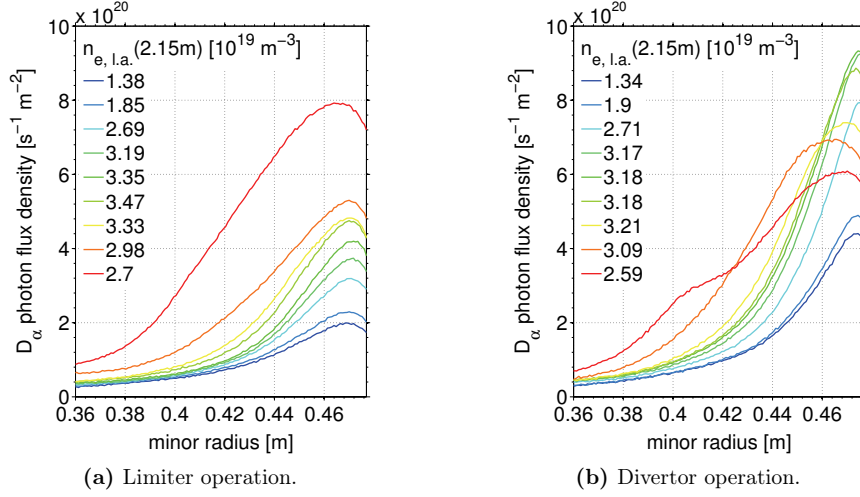 10 × 10^20
n_e, l.a. (2.15m) [10^19 m^-3]
1.38
1.85
2.69
3.19
3.35
3.47
3.33
2.98
2.7
8
6
4
2
0
D_α photon flux density [s^-1 m^-2]
0.36 0.38 0.4 0.42 0.44 0.46
minor radius [m]
(a) Limiter operation.
10 × 10^20
n_e, l.a. (2.15m) [10^19 m^-3]
1.34
1.9
2.71
3.17
3.18
3.18
3.21
3.09
2.59
8
6
4
2
0
D_α photon flux density [s^-1 m^-2]
0.36 0.38 0.4 0.42 0.44 0.46
minor radius [m]
(b) Divertor operation.